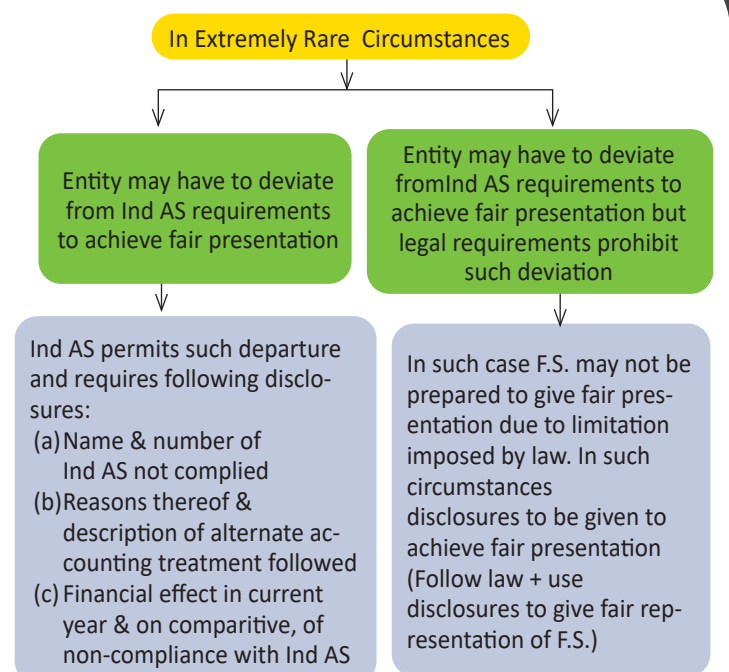 In Extremely Rare Circumstances
Entity may have to deviate
from Ind AS requirements
to achieve fair presentation
Entity may have to deviate
fromInd AS requirements to
achieve fair presentation but
legal requirements prohibit
such deviation
Ind AS permits such departure
and requires following disclo-
sures:
(a) Name & number of
Ind AS not complied
(b) Reasons thereof &
description of alternate ac-
counting treatment followed
(c) Financial effect in current
year & on comparitive, of
non-compliance with Ind AS
In such case F.S. may not be
prepared to give fair pres-
entation due to limitation
imposed by law. In such
circumstances
disclosures to be given to
achieve fair presentation
(Follow law + use
disclosures to give fair rep-
resentation of F.S.)